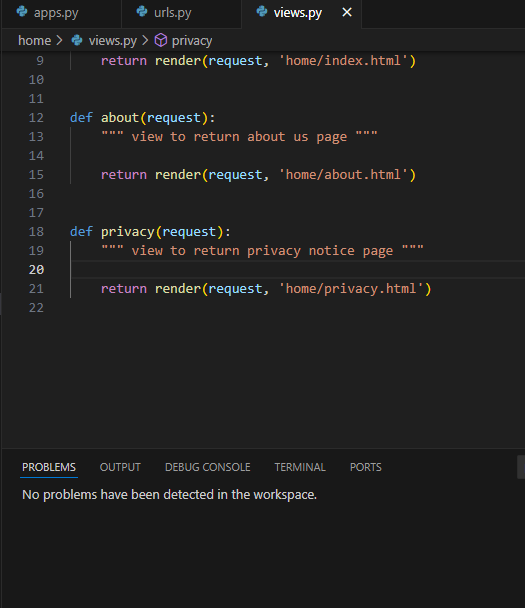 apps.py urls.py views.py
home > views.py > privacy
9 return render(request, 'home/index.html')
10
11
12 def about(request):
13 """ view to return about us page """
14
15 return render(request, 'home/about.html')
16
17
18 def privacy(request):
19 """ view to return privacy notice page """
20
21 return render(request, 'home/privacy.html')
22
PROBLEMS OUTPUT DEBUG CONSOLE TERMINAL PORTS
No problems have been detected in the workspace.